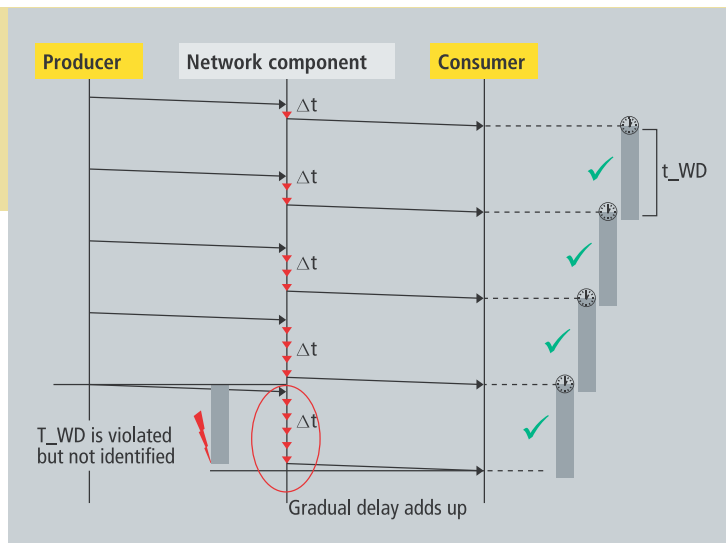 Producer
Network component
Consumer
Δt
Δt
t_WD
Δt
Δt
Δt
T_WD is violated
but not identified
Gradual delay adds up